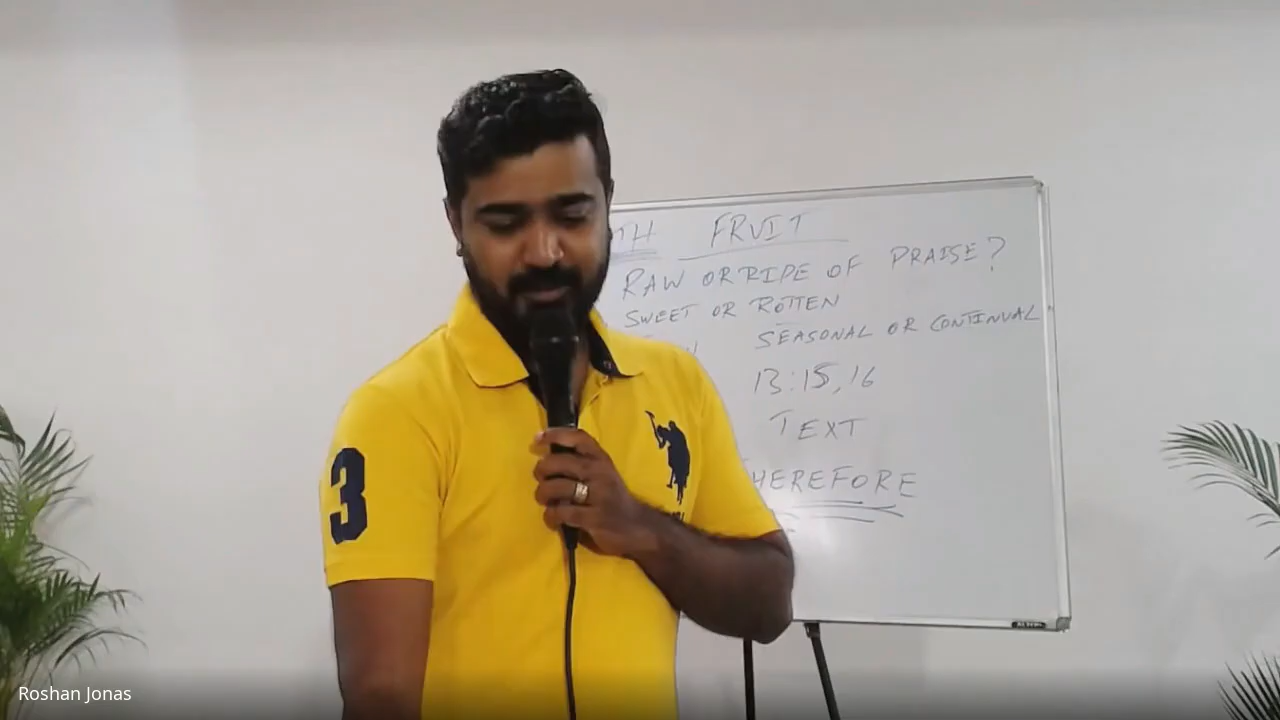 TH FRUIT
RAW OR RIPE OF PRAISE?
SWEET OR ROTTEN
SEASONAL OR CONTINUAL
13:15,16
TEXT
HEREFORE
3
Roshan Jonas